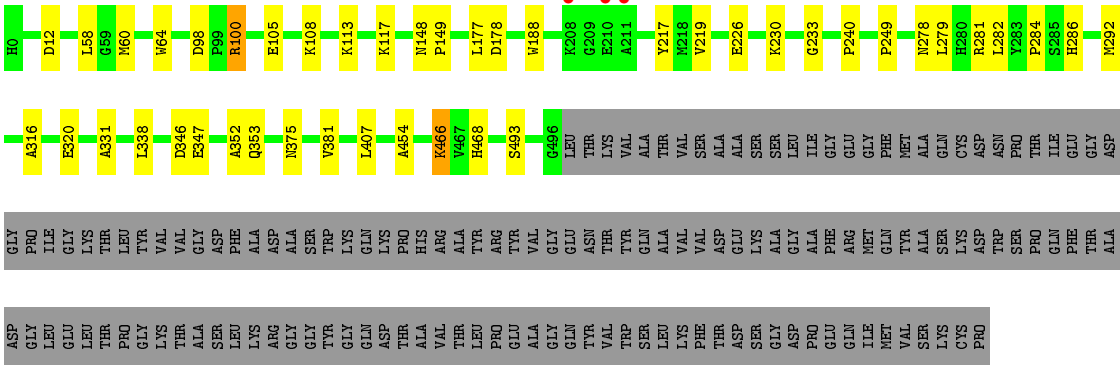 H0 D12 L58 G59 M60 W64 D98 P99 R100 E105 K108 K113 K117 N148 P149 L177 D178 W188 K208 G209 E210 A211 Y217 M218 V219 E226 K230 G233 P240 P249 N278 L279 H280 R281 L282 Y283 P284 S285 H286 M292
A316 E320 A331 L338 D346 E347 A352 Q353 N375 V381 L407 A454 K466 V467 H468 S493 G496 LEU THR LYS VAL ALA THR VAL SER ALA ALA SER SER LEU ILE GLY GLU GLY PHE MET ALA GLN CYS ASP ASN PRO THR ILE GLU GLY ASP
GLY PRO ILE GLY LYS THR LEU TYR VAL VAL GLY ASP PHE ALA ASP ALA SER TRP LYS GLN LYS PRO HIS ARG ALA TYR ARG TYR VAL GLY GLU ASN THR TYR GLN ALA VAL VAL ASP GLU LYS ALA GLY ALA PHE ARG MET GLN TYR ALA SER LYS ASP TRP SER PRO GLN PHE THR ALA
ASP GLY LEU GLU LEU THR PRO GLY LYS THR ALA SER LEU LYS ARG GLY GLY TYR GLY GLN ASP THR ALA VAL THR LEU PRO GLU ALA GLY GLN TYR VAL TRP SER LEU LYS PHE THR ASP SER GLY ASP PRO GLU GLN ILE MET VAL SER LYS CYS PRO